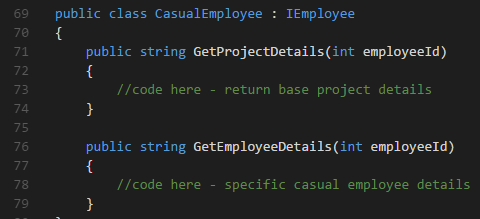 69 public class CasualEmployee : IEmployee
70 {
71 public string GetProjectDetails(int employeeId)
72 {
73 //code here - return base project details
74 }
75
76 public string GetEmployeeDetails(int employeeId)
77 {
78 //code here - specific casual employee details
79 }